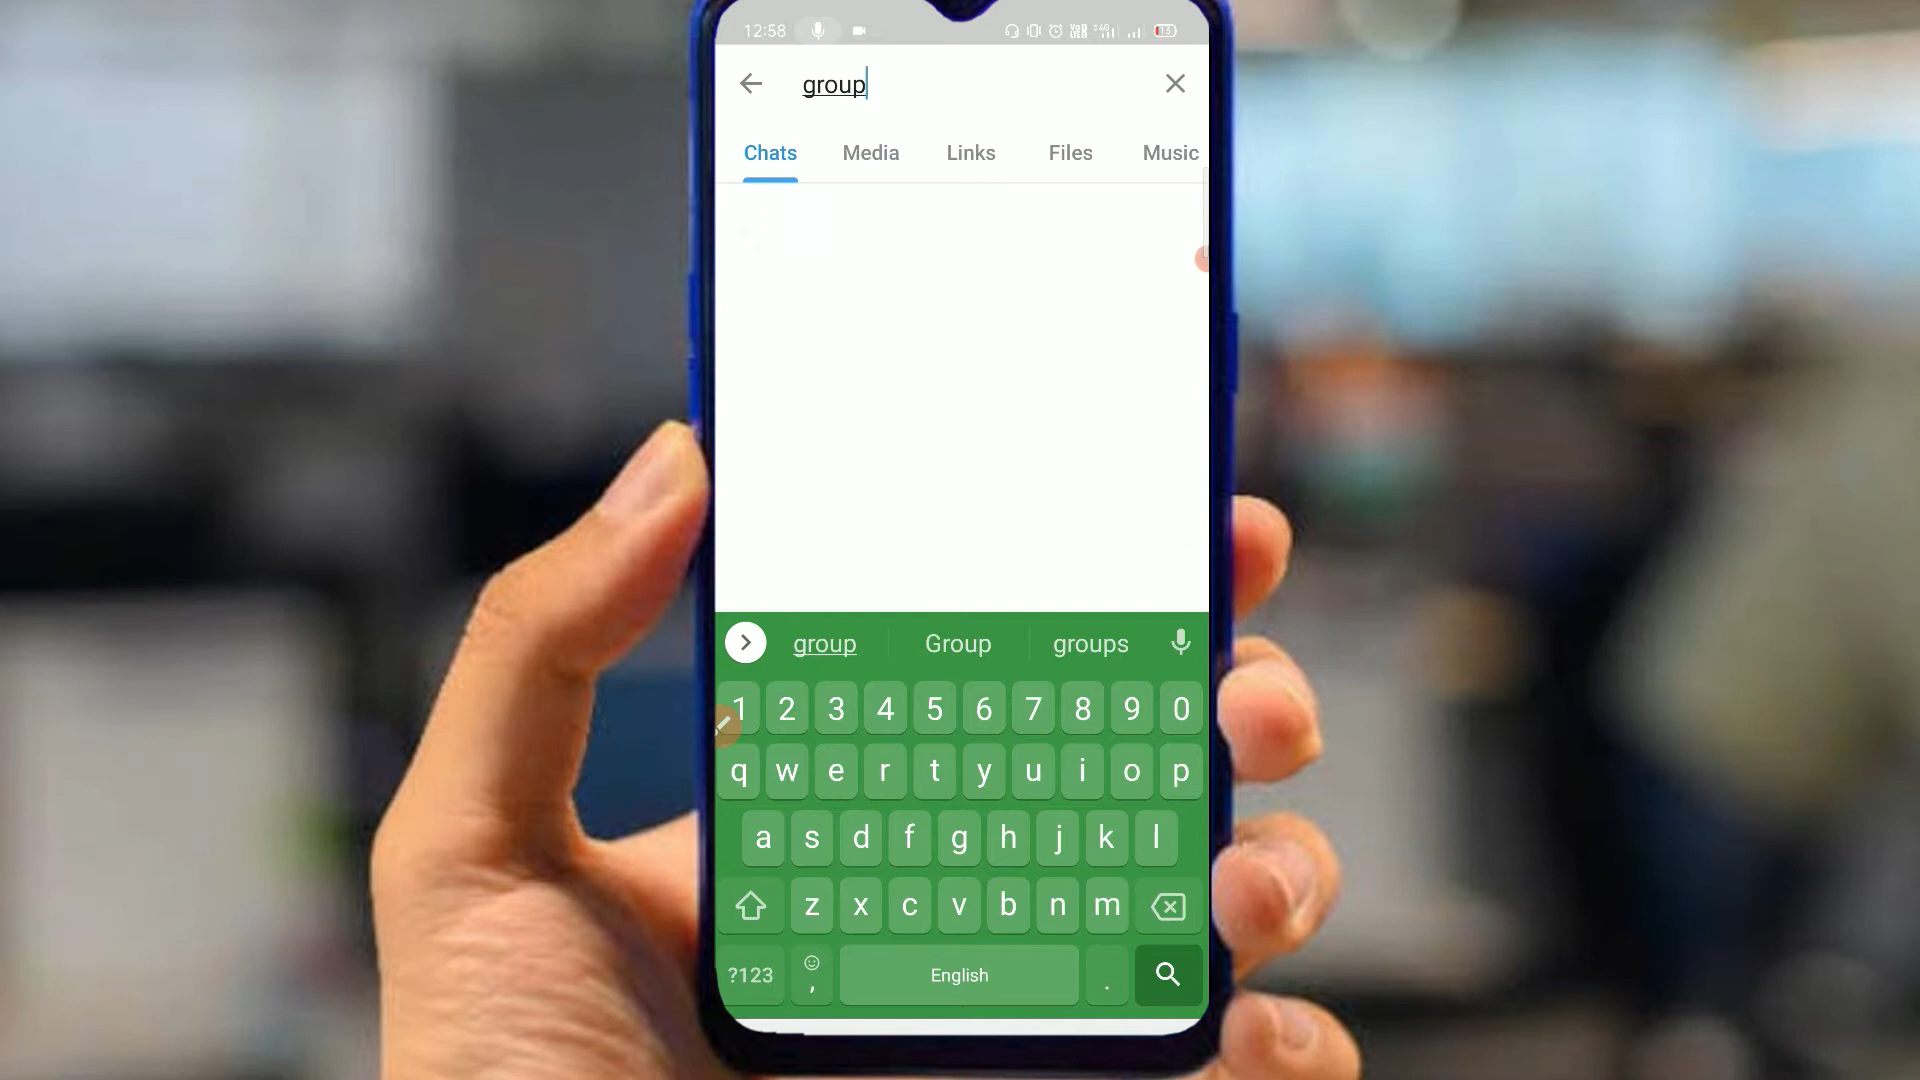 12:58 13
group
Chats Media Links Files Music
group Group groups
1 2 3 4 5 6 7 8 9 0
q w e r t y u i o p
a s d f g h j k l
z x c v b n m
?123 , English .